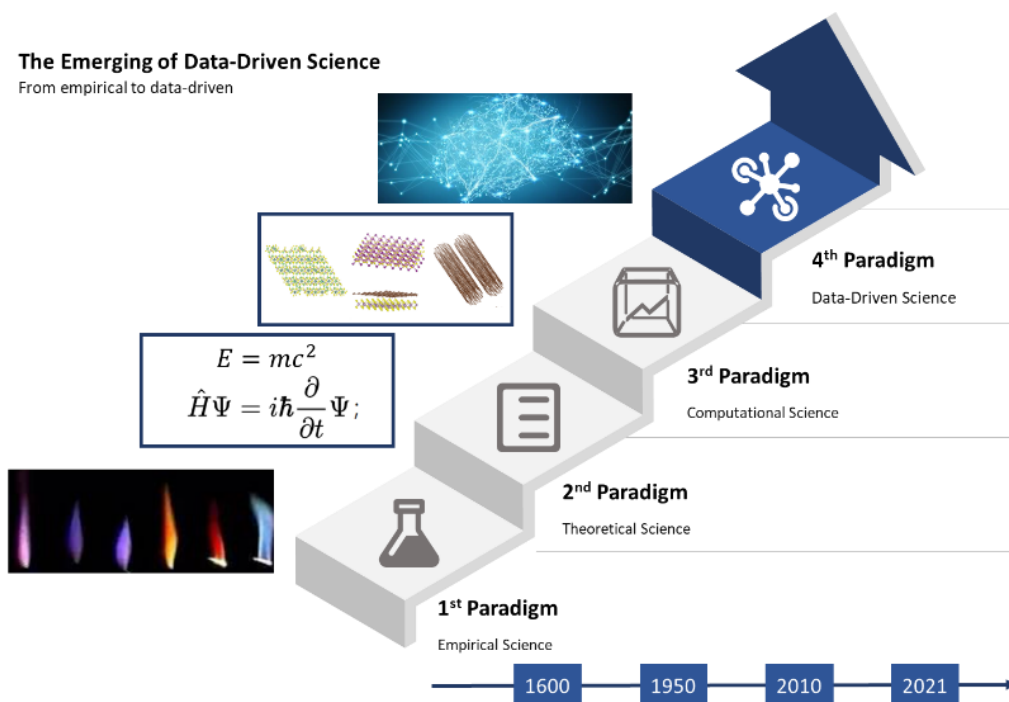 The Emerging of Data-Driven Science
From empirical to data-driven
4th Paradigm
Data-Driven Science
E = mc²
ĤΨ = iħ ∂/∂t Ψ ;
3rd Paradigm
Computational Science
2nd Paradigm
Theoretical Science
1st Paradigm
Empirical Science
1600 1950 2010 2021